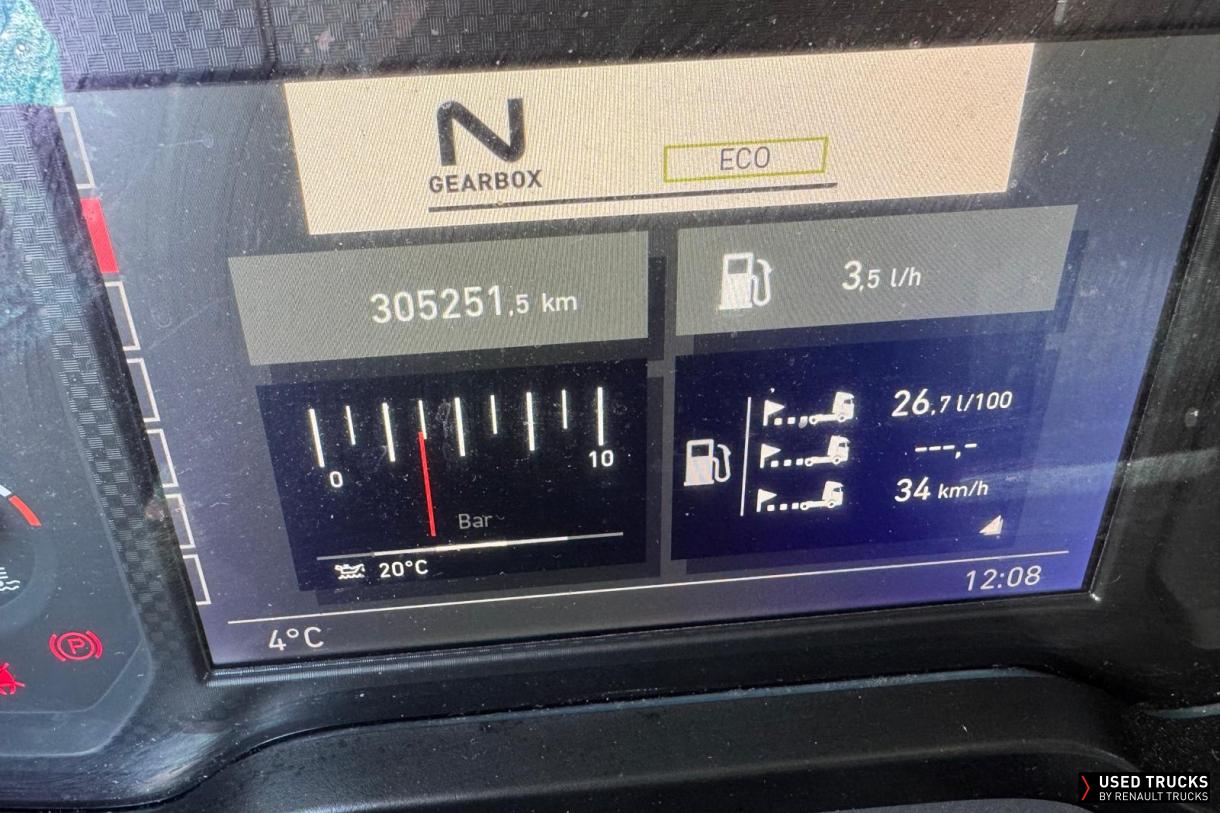 N
GEARBOX
ECO
305251,5 km
3,5 l/h
0
10
Bar
20°C
26,7 l/100
---,-
34 km/h
12:08
4°C
P
USED TRUCKS
BY RENAULT TRUCKS